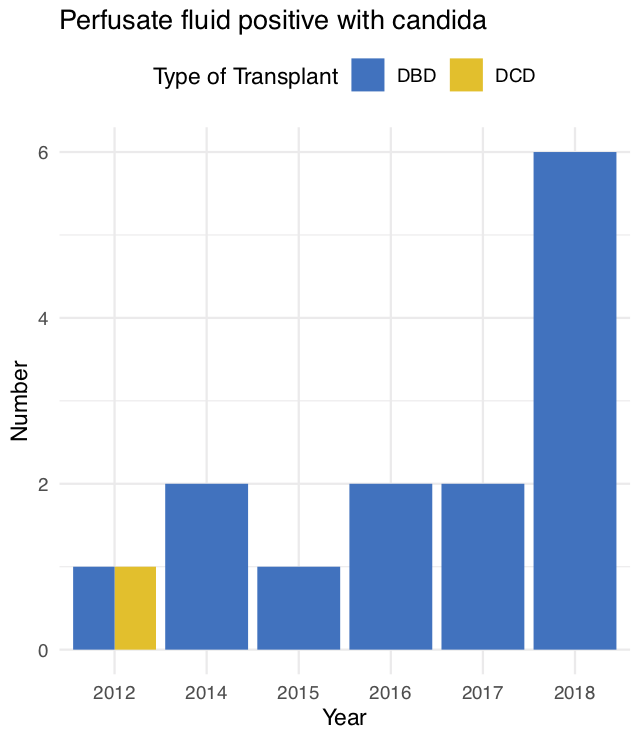 Perfusate fluid positive with candida
Type of Transplant DBD DCD
6
4
2
0
Number
2012 2014 2015 2016 2017 2018
Year